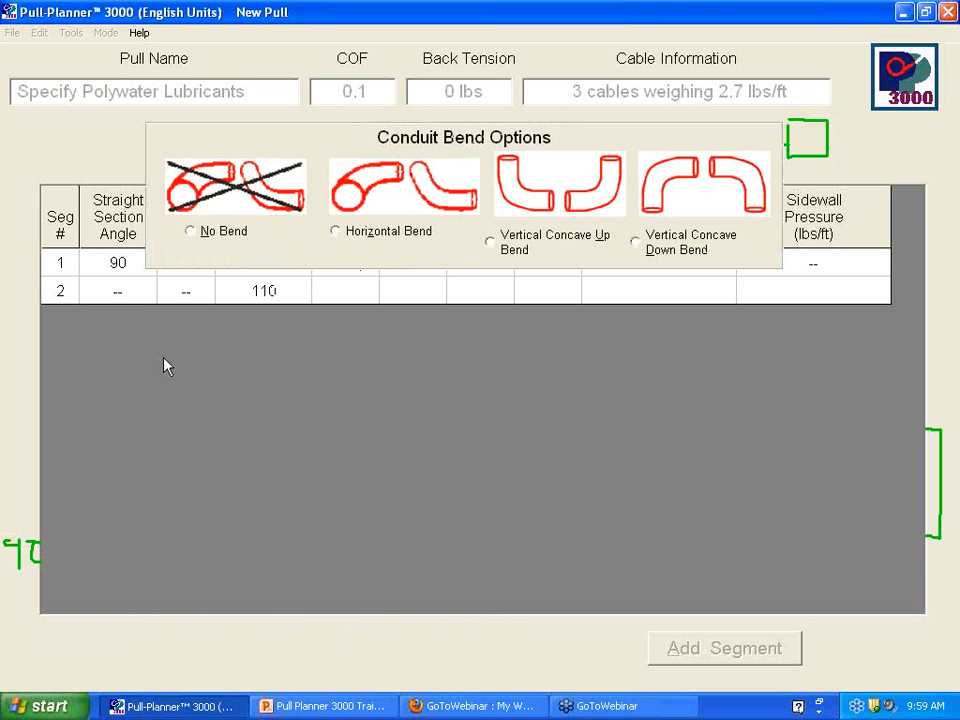 Pull-Planner™ 3000 (English Units)   New Pull
File Edit Tools Mode Help
Pull Name COF Back Tension Cable Information
Specify Polywater Lubricants 0.1 0 lbs 3 cables weighing 2.7 lbs/ft
3000
Conduit Bend Options
No Bend
Horizontal Bend
Vertical Concave Up
Bend
Vertical Concave
Down Bend
Seg
#
Straight
Section
Angle
Sidewall
Pressure
(lbs/ft)
1 90 --
2 -- -- 110
40
Add Segment
start Pull-Planner™ 3000 (... Pull Planner 3000 Trai... GoToWebinar : My W... GoToWebinar 9:59 AM